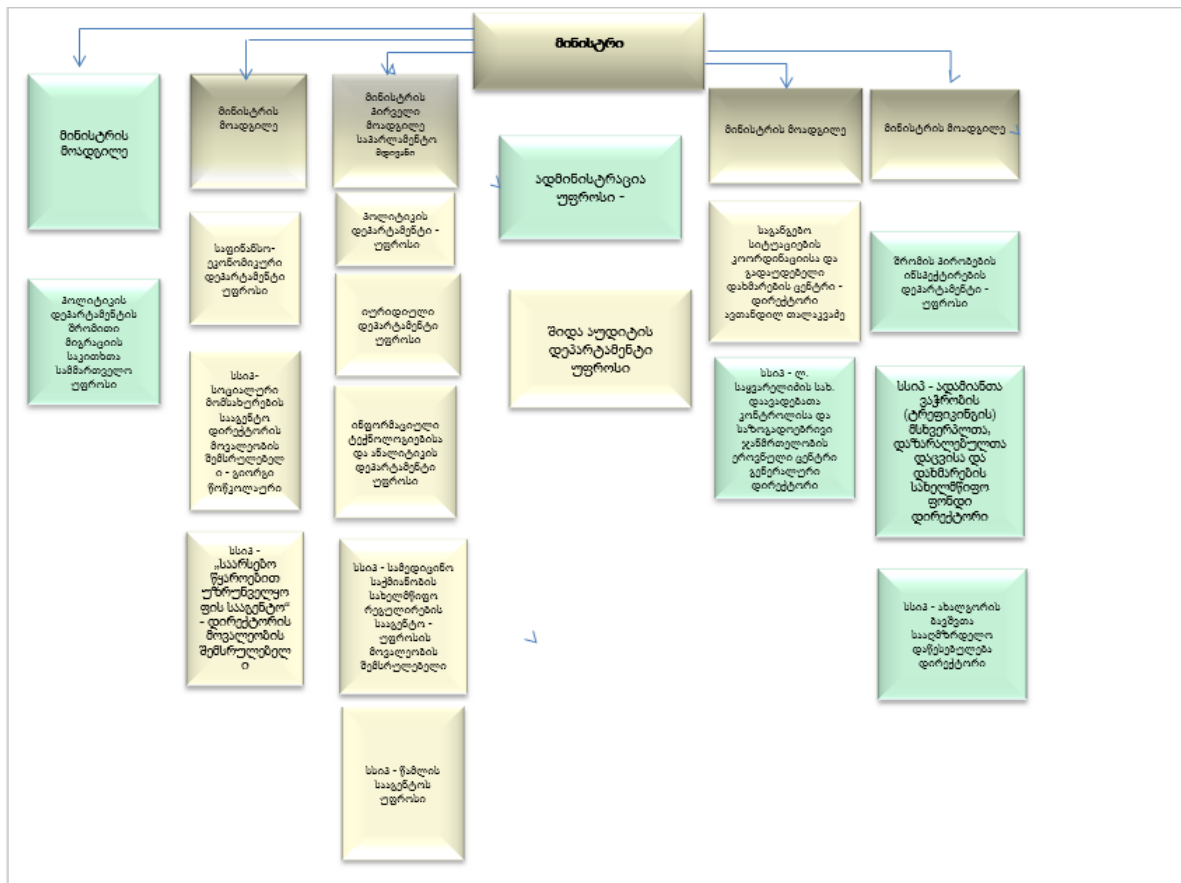 მინისტრი
მინისტრის
მოადგილე
პოლიტიკის
დეპარტამენტის
შრომითი
მიგრაციის
საკითხთა
სამმართველო
უფროსი
მინისტრის
მოადგილე
საფინანსო-
ეკონომიკური
დეპარტამენტი
უფროსი
სსიპ-
სოციალური
მომსახურების
სააგენტო
დირექტორის
მოვალეობის
შემსრულებელ
ი - გიორგი
წოწკოლაური
სსიპ -
„საარსებო
წყაროებით
უზრუნველყო
ფის სააგენტო“
- დირექტორის
მოვალეობის
შემსრულებელ
ი
მინისტრის
პირველი
მოადგილე
საპარლამენტო
მდივანი
პოლიტიკის
დეპარტამენტი -
უფროსი
იურიდიული
დეპარტამენტი
უფროსი
ინფორმაციული
ტექნოლოგიებისა
და ანალიტიკის
დეპარტამენტი
უფროსი
სსიპ - სამედიცინო
საქმიანობის
სახელმწიფო
რეგულირების
სააგენტო -
უფროსის
მოვალეობის
შემსრულებელი
სსიპ - წამლის
სააგენტოს
უფროსი
ადმინისტრაცია
უფროსი -
შიდა აუდიტის
დეპარტამენტი
უფროსი
მინისტრის მოადგილე
საგანგებო
სიტუაციების
კოორდინაციისა და
გადაუდებელი
დახმარების ცენტრი -
დირექტორი
ავთანდილ თალაკვაძე
სსიპ - ლ.
საყვარელიძის სახ.
დაავადებათა
კონტროლისა და
საზოგადოებრივი
ჯანმრთელობის
ეროვნული ცენტრი
გენერალური
დირექტორი
მინისტრის მოადგილე
შრომის პირობების
ინსპექტირების
დეპარტამენტი -
უფროსი
სსიპ - ადამიანთა
ვაჭრობის
(ტრეფიკინგის)
მსხვერპლთა,
დაზარალებულთა
დაცვისა და
დახმარების
სახელმწიფო
ფონდი
დირექტორი
სსიპ - ახალგორის
ბავშვთა
სააღმზრდელო
დაწესებულება
დირექტორი